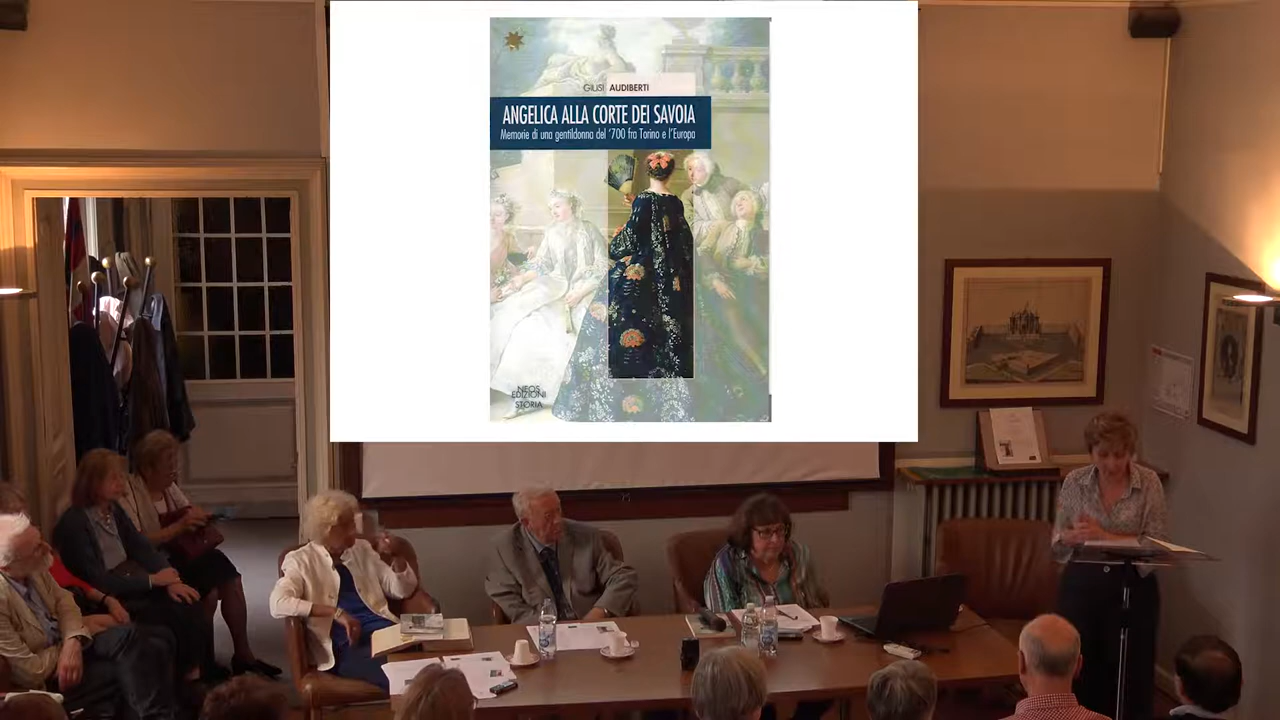 GIUSI AUDIBERTI
ANGELICA ALLA CORTE DEI SAVOIA
Memorie di una gentildonna del '700 fra Torino e l'Europa
NEOS
EDIZIONI
STORIA